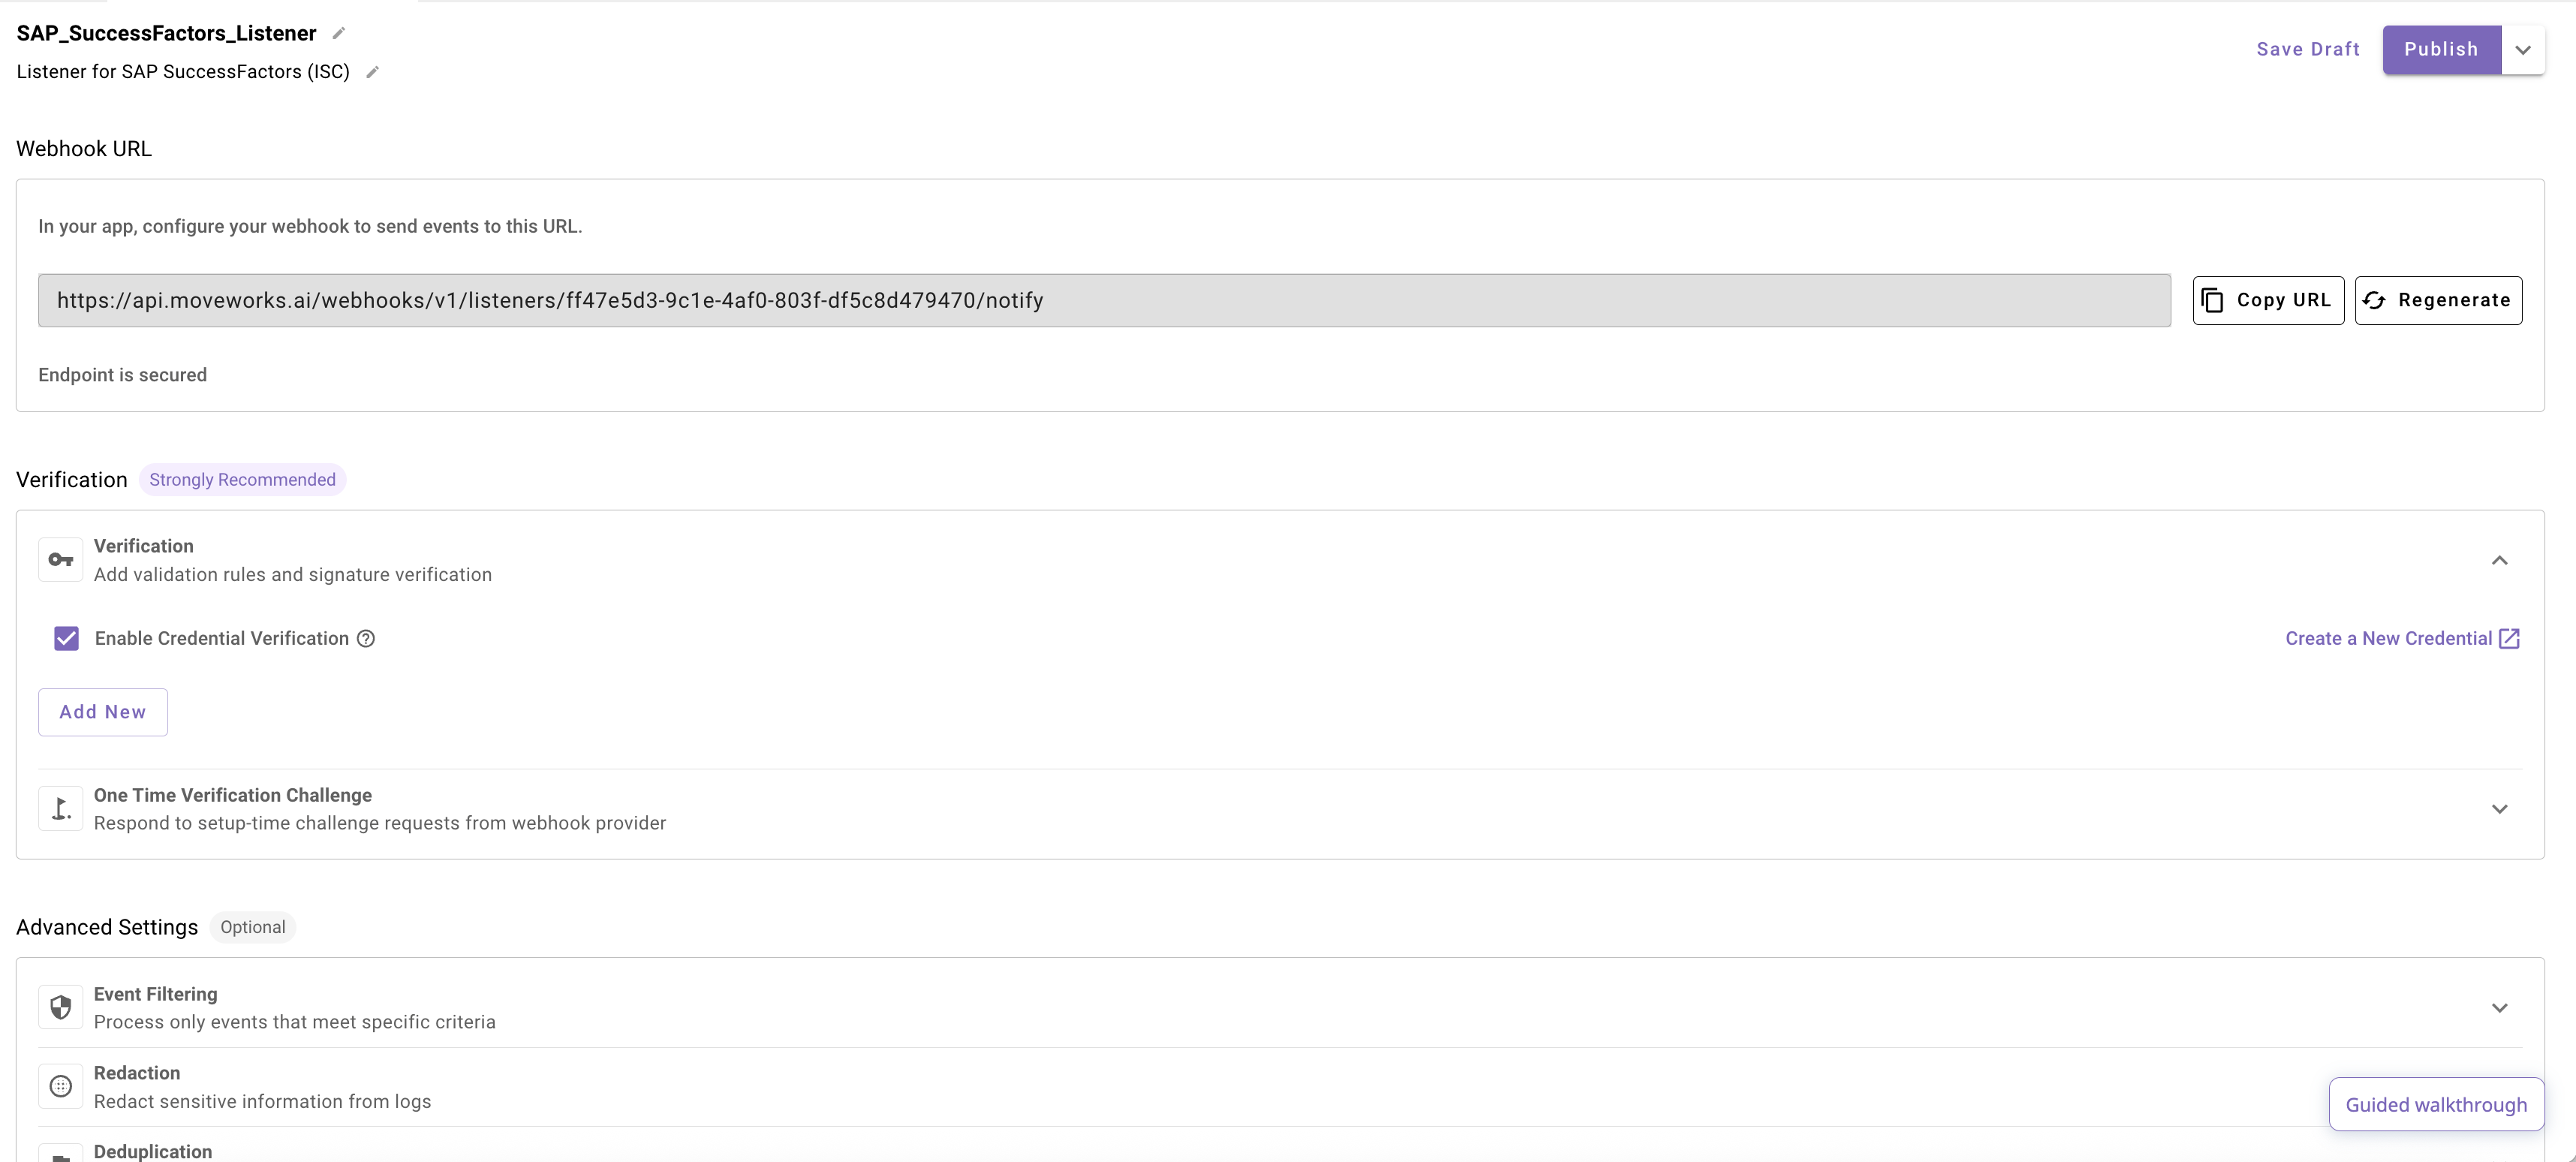 SAP_SuccessFactors_Listener
Listener for SAP SuccessFactors (ISC)
Save Draft
Publish
Webhook URL
In your app, configure your webhook to send events to this URL.
https://api.moveworks.ai/webhooks/v1/listeners/ff47e5d3-9c1e-4af0-803f-df5c8d479470/notify
Copy URL
Regenerate
Endpoint is secured
Verification
Strongly Recommended
Verification
Add validation rules and signature verification
Enable Credential Verification
Create a New Credential
Add New
One Time Verification Challenge
Respond to setup-time challenge requests from webhook provider
Advanced Settings
Optional
Event Filtering
Process only events that meet specific criteria
Redaction
Redact sensitive information from logs
Guided walkthrough
Deduplication